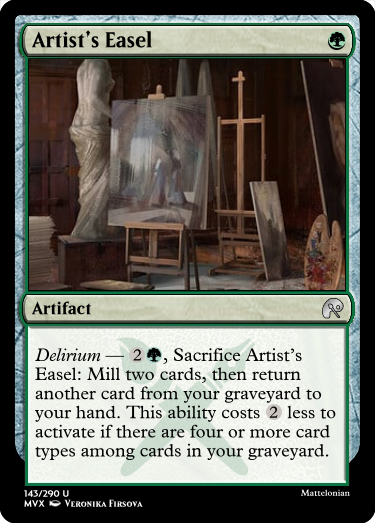 Artist's Easel
Artifact
Delirium — 2 , Sacrifice Artist's
Easel: Mill two cards, then return
another card from your graveyard to
your hand. This ability costs 2 less to
activate if there are four or more card
types among cards in your graveyard.
143/290 U
Mattelonian
MVX Veronika Firsova